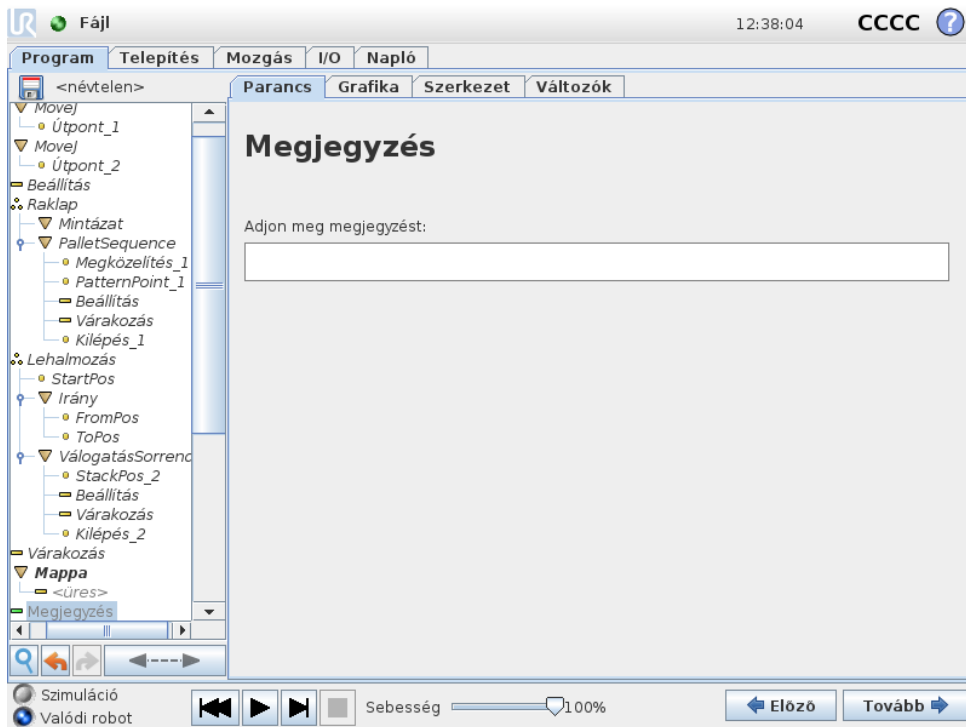 UR Fájl 12:38:04 CCCC ?
Program Telepítés Mozgás I/O Napló
<névtelen> Parancs Grafika Szerkezet Változók
MoveJ
Útpont_1
MoveJ
Útpont_2
Beállítás
Raklap
Mintázat
PalletSequence
Megközelítés_1
PatternPoint_1
Beállítás
Várakozás
Kilépés_1
Lehalmozás
StartPos
Irány
FromPos
ToPos
VálogatásSorrend
StackPos_2
Beállítás
Várakozás
Kilépés_2
Várakozás
Mappa
<üres>
Megjegyzés
Megjegyzés
Adjon meg megjegyzést:
Szimuláció
Valódi robot
Sebesség 100%
Elöző Tovább